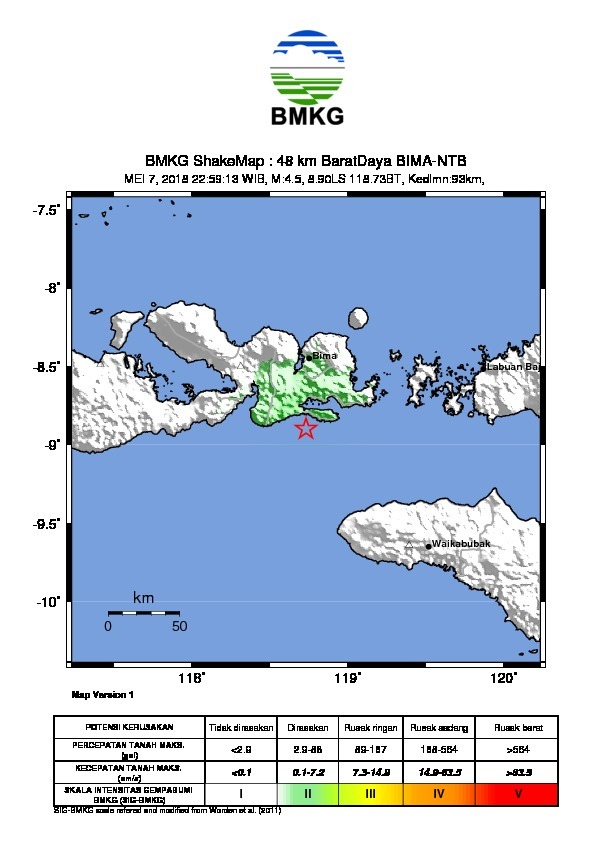 BMKG
BMKG ShakeMap : 48 km BaratDaya BIMA-NTB
MEI 7, 2018 22:59:13 WIB, M:4.5, 8.90LS 118.73BT, Kedlmn:93km,
-7.5˚
-8˚
-8.5˚
-9˚
-9.5˚
-10˚
Bima
Labuan Baj
Waikabubak
km
0 50
118˚ 119˚ 120˚
Map Version 1
POTENSI KERUSAKAN Tidak dirasakan Dirasakan Rusak ringan Rusak sedang Rusak berat
PERCEPATAN TANAH MAKS. (gal) <2.9 2.9-88 89-167 168-564 >564
KECEPATAN TANAH MAKS. (cm/s) <0.1 0.1-7.2 7.3-14.9 14.9-63.5 >63.5
SKALA INTENSITAS GEMPABUMI BMKG (SIG-BMKG) I II III IV V
SIG-BMKG scale refered and modified from Worden et al. (2011)